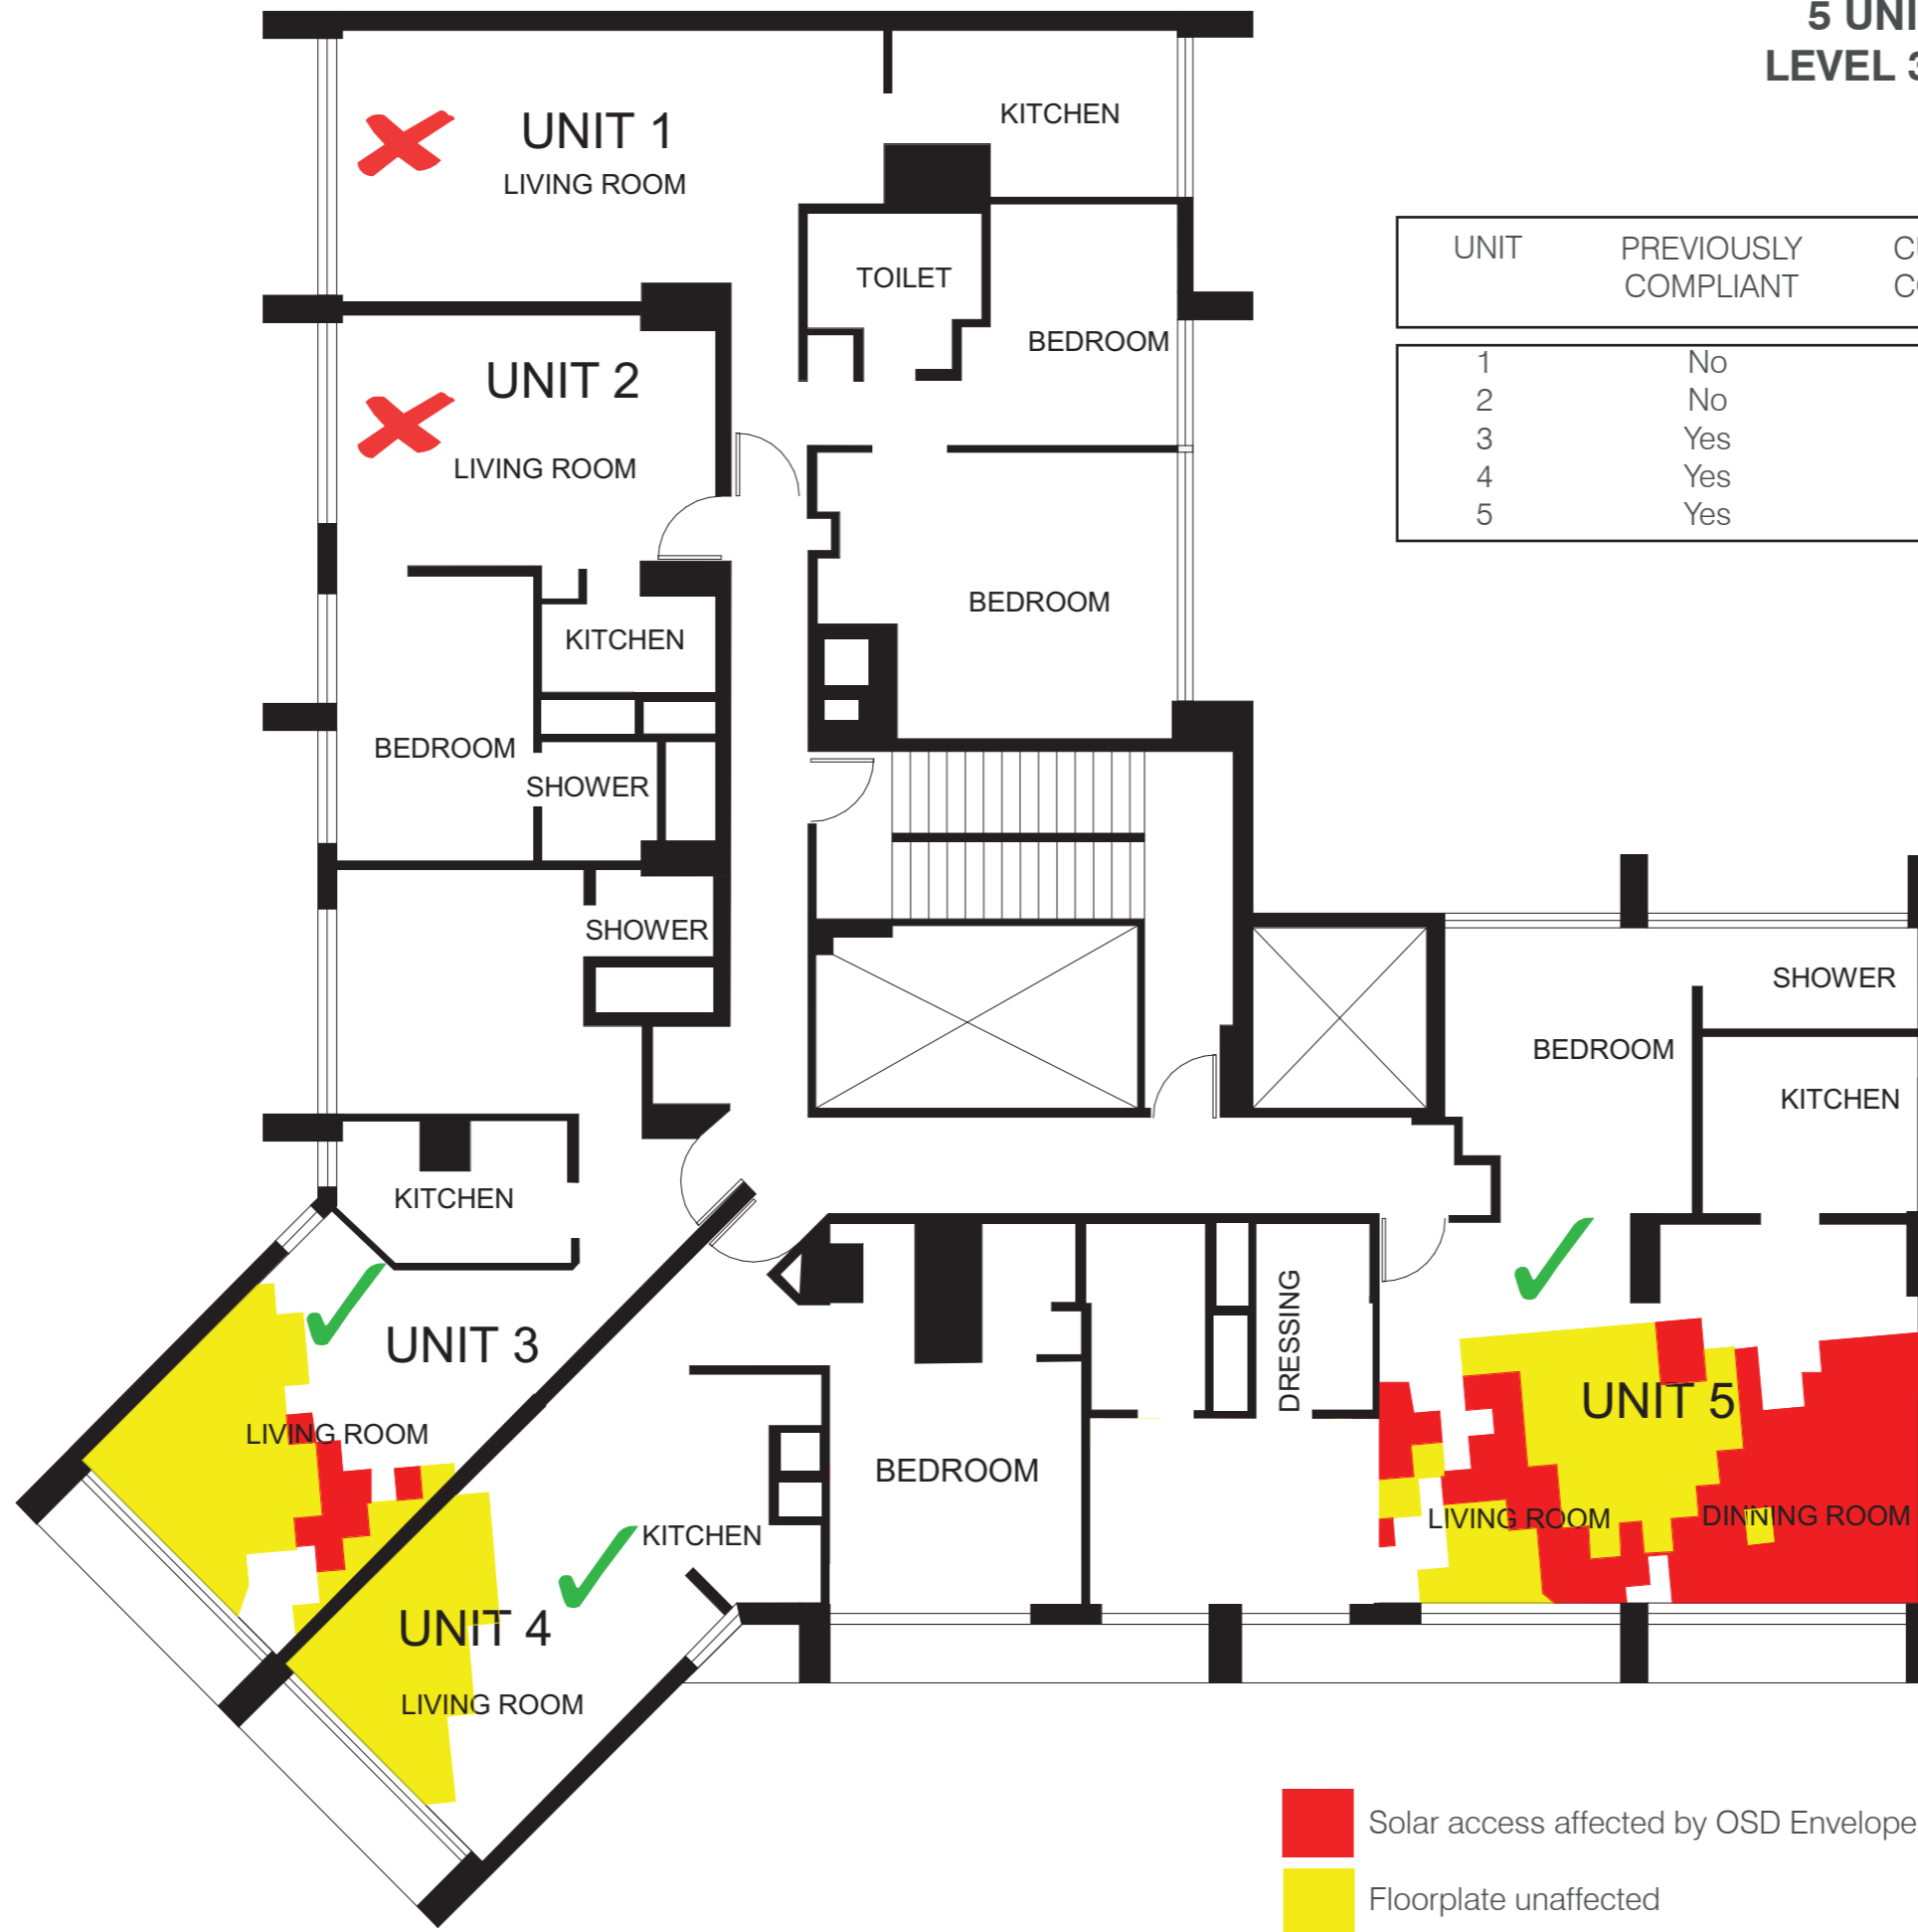 5 UNI
LEVEL 3
UNIT 1
LIVING ROOM
KITCHEN
TOILET
BEDROOM
UNIT 2
LIVING ROOM
BEDROOM
KITCHEN
BEDROOM
SHOWER
SHOWER
UNIT PREVIOUSLY
COMPLIANT
1 No
2 No
3 Yes
4 Yes
5 Yes
SHOWER
BEDROOM
KITCHEN
KITCHEN
UNIT 3
LIVING ROOM
DRESSING
BEDROOM
KITCHEN
UNIT 4
LIVING ROOM
UNIT 5
LIVING ROOM
DINNING ROOM
Solar access affected by OSD Envelope
Floorplate unaffected